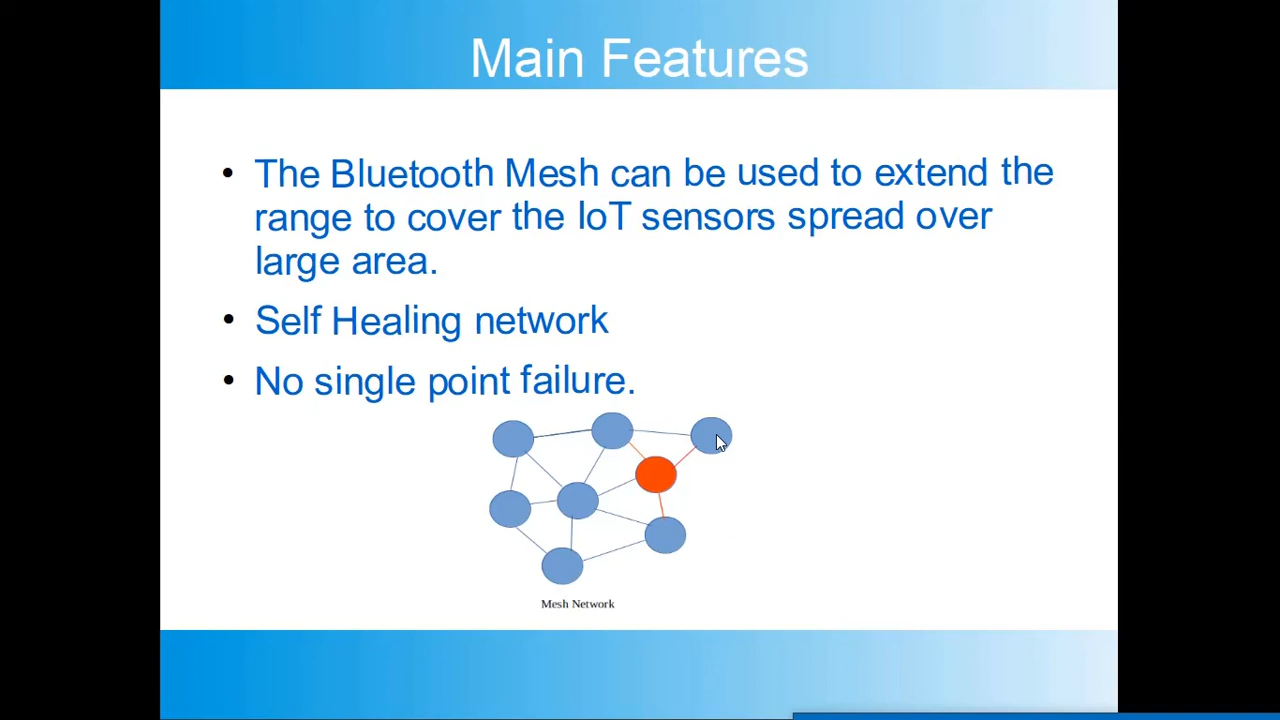 Main Features
• The Bluetooth Mesh can be used to extend the
range to cover the IoT sensors spread over
large area.
• Self Healing network
• No single point failure.
Mesh Network